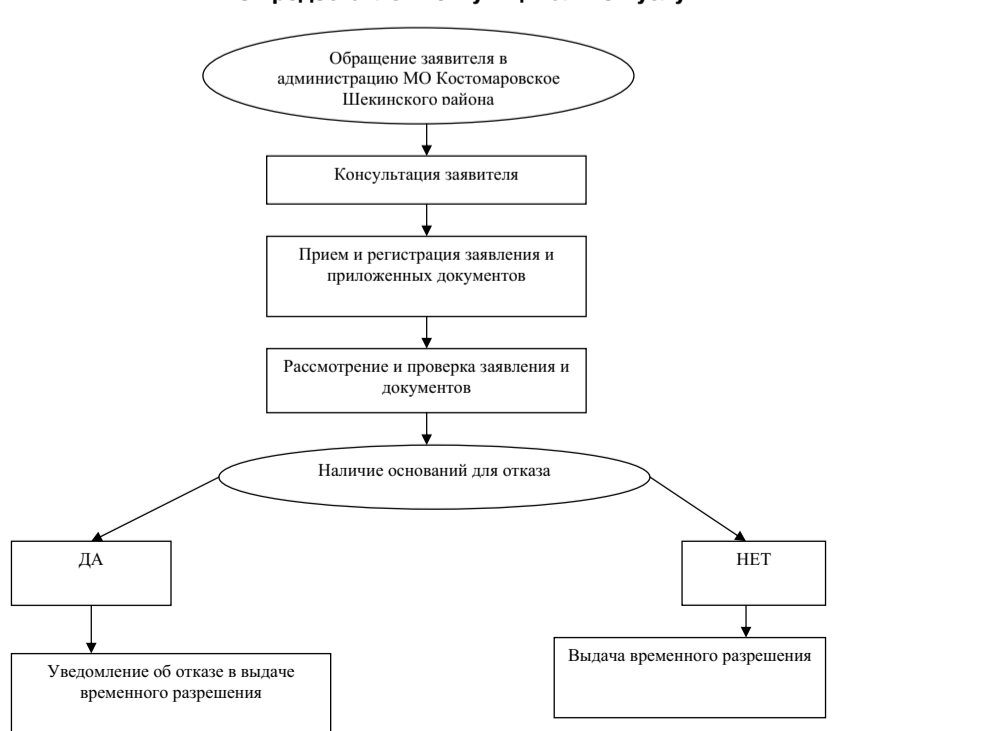 Обращение заявителя в
администрацию МО Костомаровское
Щекинского района
Консультация заявителя
Прием и регистрация заявления и
приложенных документов
Рассмотрение и проверка заявления и
документов
Наличие оснований для отказа
ДА
НЕТ
Уведомление об отказе в выдаче
временного разрешения
Выдача временного разрешения